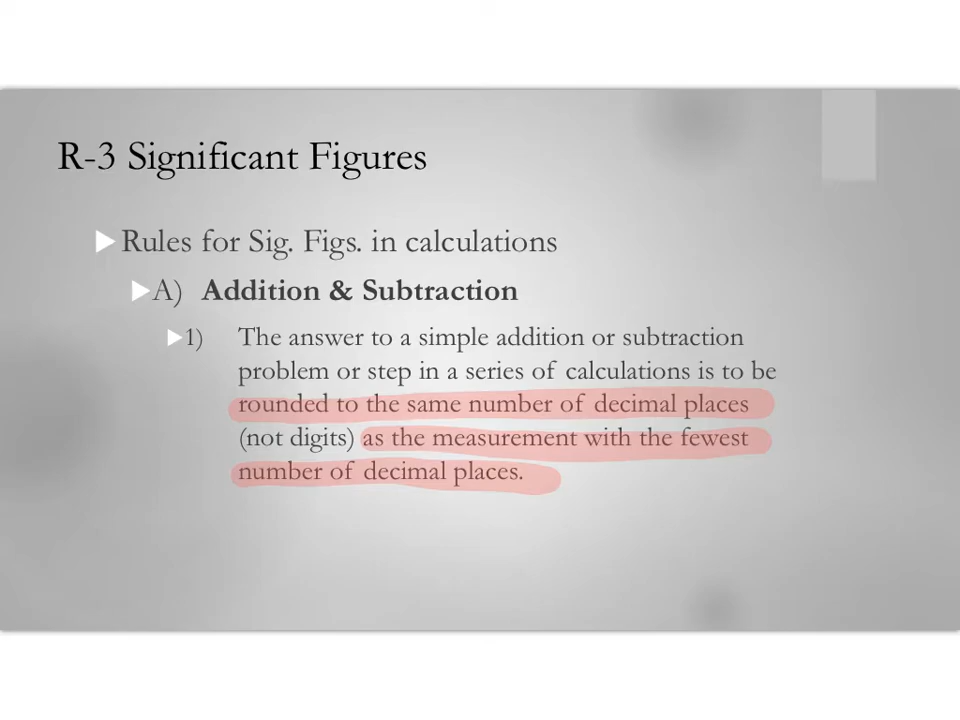 R-3 Significant Figures
Rules for Sig. Figs. in calculations
A) Addition & Subtraction
1) The answer to a simple addition or subtraction
problem or step in a series of calculations is to be
rounded to the same number of decimal places
(not digits) as the measurement with the fewest
number of decimal places.